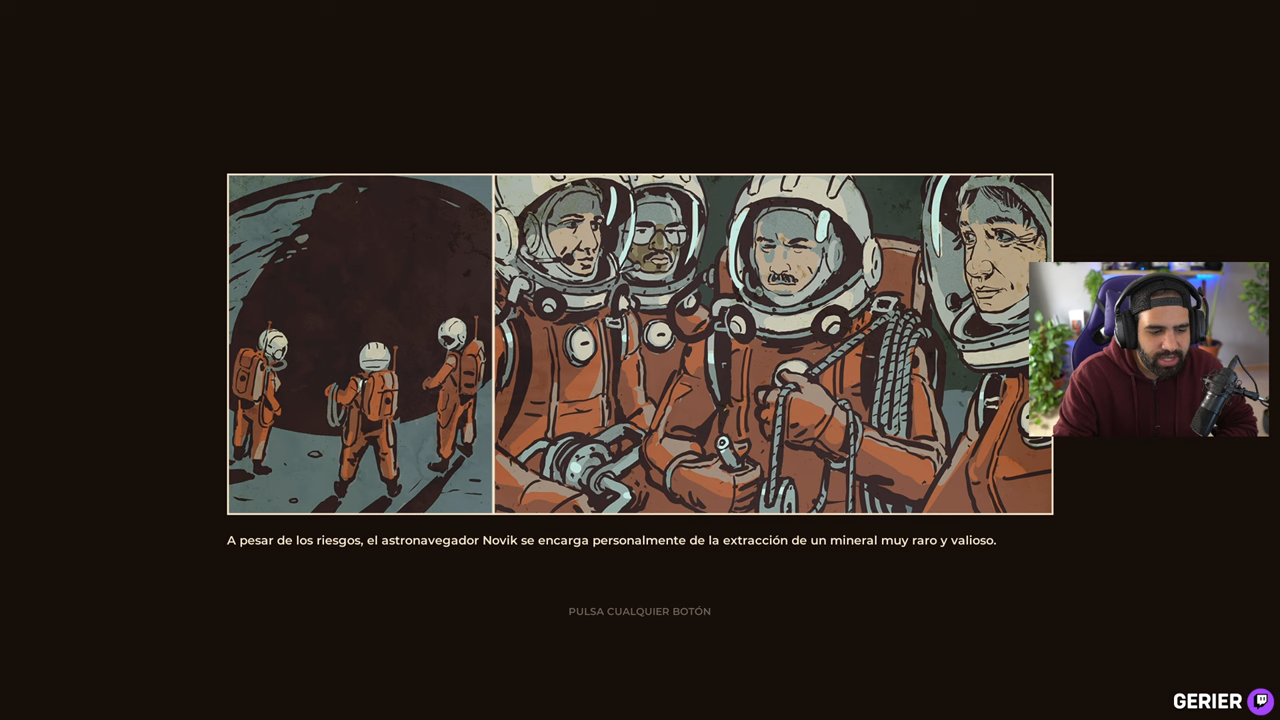 A pesar de los riesgos, el astronavegador Novik se encarga personalmente de la extracción de un mineral muy raro y valioso.
PULSA CUALQUIER BOTÓN
GERIER